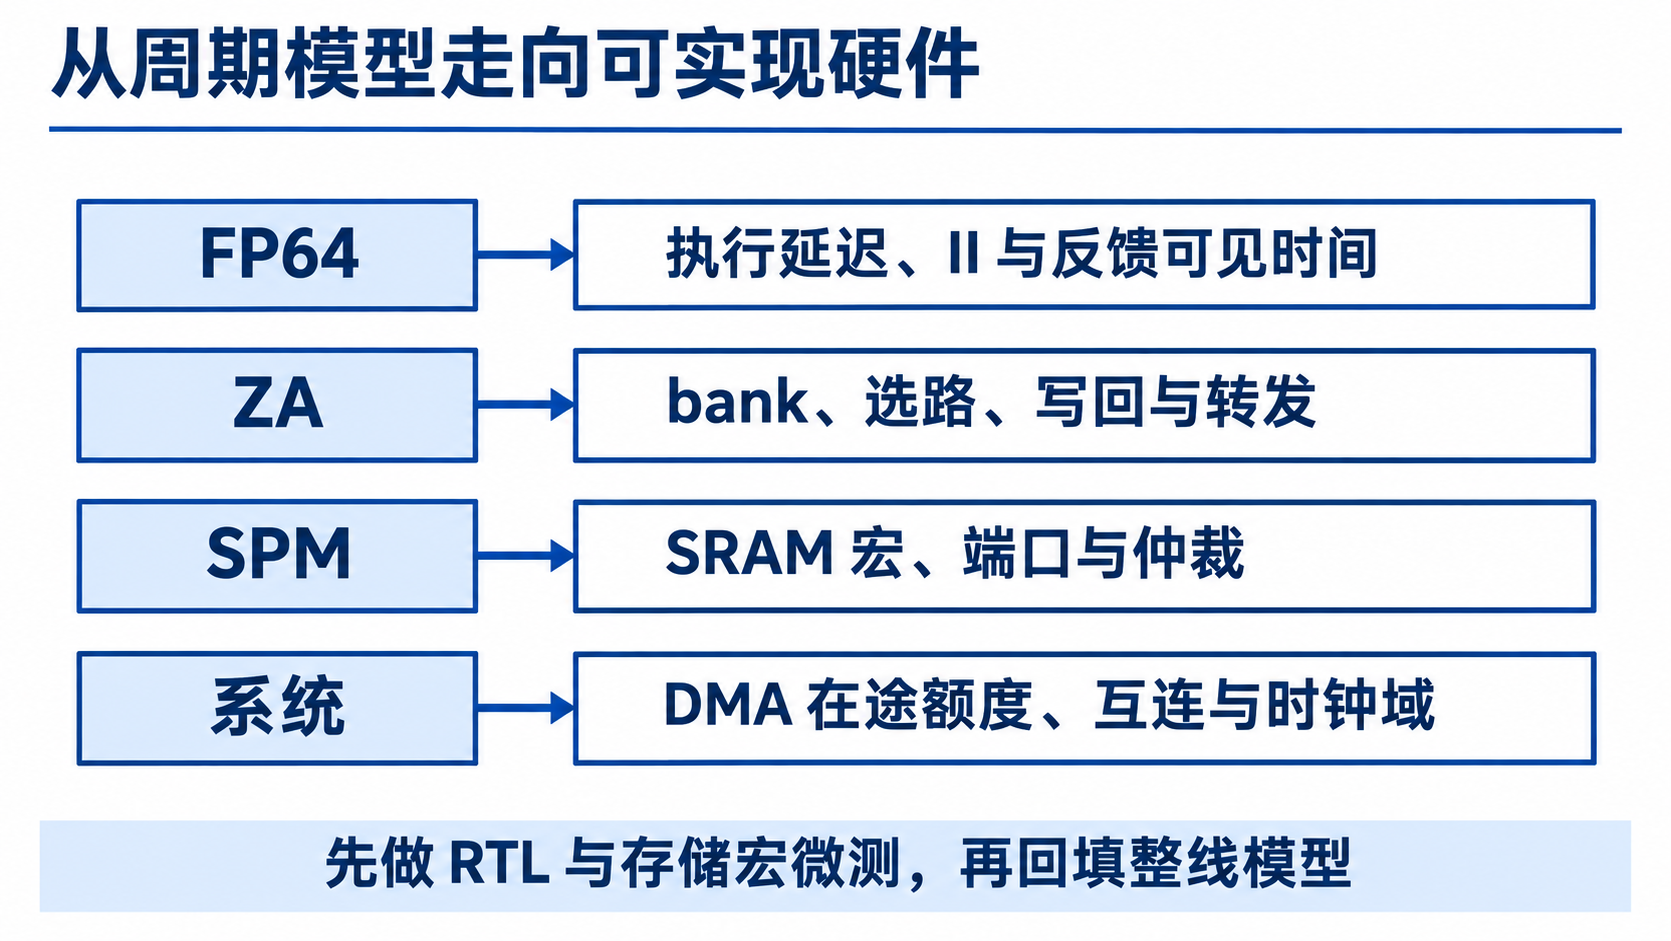 从周期模型走向可实现硬件
FP64
执行延迟、II 与反馈可见时间
ZA
bank、选路、写回与转发
SPM
SRAM 宏、端口与仲裁
系统
DMA 在途额度、互连与时钟域
先做 RTL 与存储宏微测，再回填整线模型